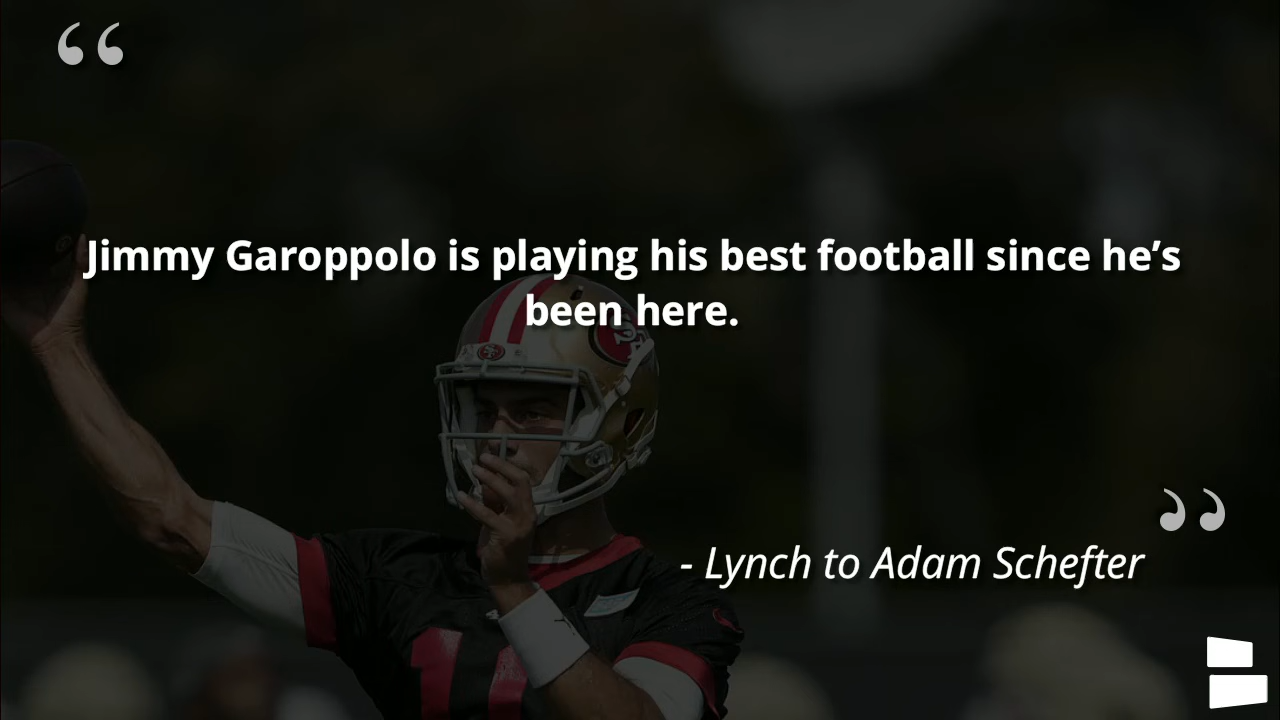 “
Jimmy Garoppolo is playing his best football since he’s
been here.
”
- Lynch to Adam Schefter